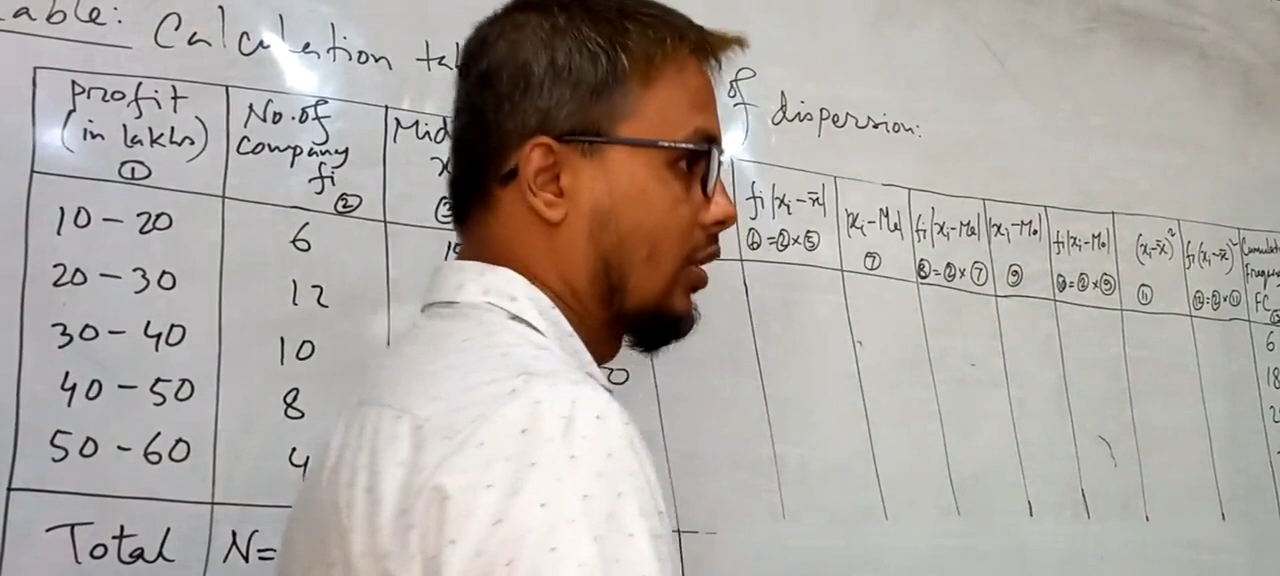 able: Calculation of dispersion:
Profit (in lakhs) ①
No. of company fi ②
Mid
fi|xi-x̄| ⑥=②×⑤
|xi-Me| ⑦
fi|xi-Me| ⑧=②×⑦
|xi-Mo| ⑨
fi|xi-Mo| ⑩=②×⑨
(xi-x̄)² ⑪
fi(xi-x̄)² ⑫=②×⑪
10-20 6 6
20-30 12 18
30-40 10
40-50 8
50-60 4
Total N=